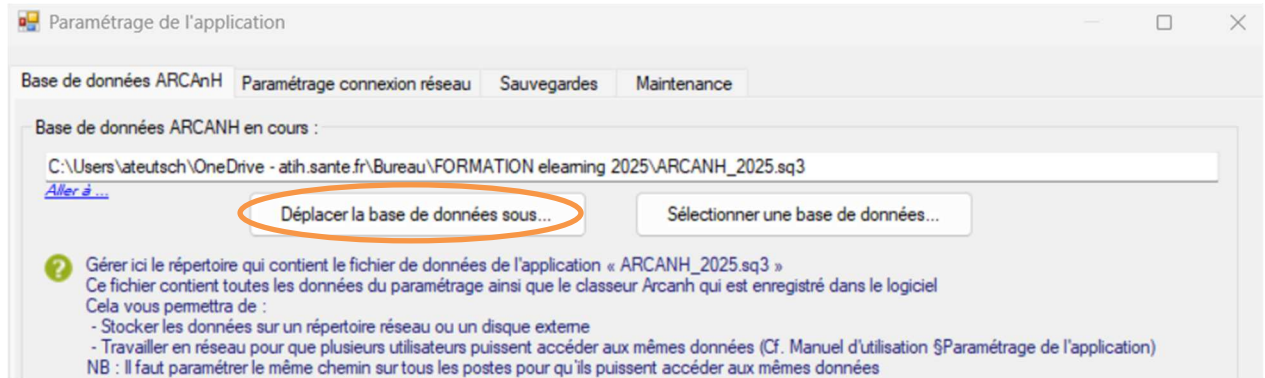 Paramétrage de l'application
Base de données ARCAnH Paramétrage connexion réseau Sauvegardes Maintenance
Base de données ARCANH en cours :
C:\Users\ateutsch\OneDrive - atih.sante.fr\Bureau\FORMATION elearning 2025\ARCANH_2025.sq3
Aller à ...
Déplacer la base de données sous... Sélectionner une base de données...
Gérer ici le répertoire qui contient le fichier de données de l'application « ARCANH_2025.sq3 »
Ce fichier contient toutes les données du paramétrage ainsi que le classeur Arcanh qui est enregistré dans le logiciel
Cela vous permettra de :
- Stocker les données sur un répertoire réseau ou un disque externe
- Travailler en réseau pour que plusieurs utilisateurs puissent accéder aux mêmes données (Cf. Manuel d'utilisation §Paramétrage de l'application)
NB : Il faut paramétrer le même chemin sur tous les postes pour qu'ils puissent accéder aux mêmes données